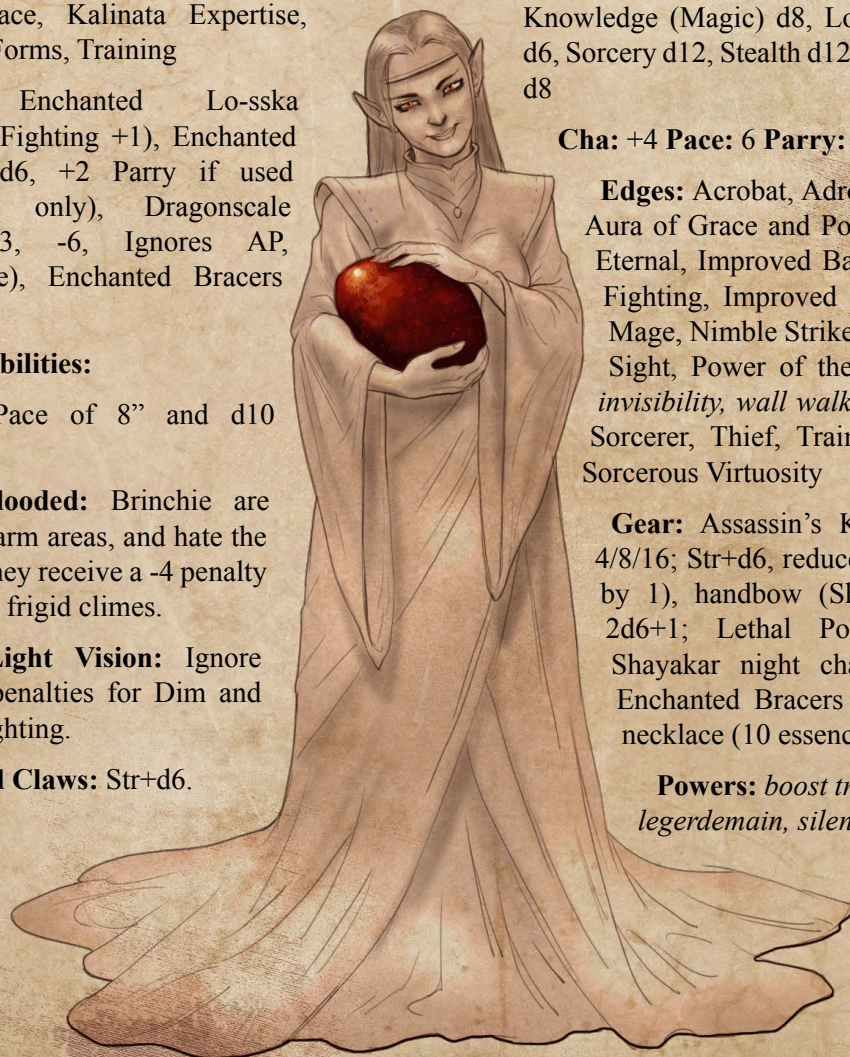 ace, Kalinata Expertise,
Forms, Training
Enchanted Lo-sska
Fighting +1), Enchanted
d6, +2 Parry if used
only), Dragonscale
3, -6, Ignores AP,
e), Enchanted Bracers
bilities:
Pace of 8” and d10
looded: Brinchie are
arm areas, and hate the
hey receive a -4 penalty
frigid climes.
Light Vision: Ignore
penalties for Dim and
ghting.
l Claws: Str+d6.
Knowledge (Magic) d8, Lo
d6, Sorcery d12, Stealth d12
d8
Cha: +4 Pace: 6 Parry:
Edges: Acrobat, Adro
Aura of Grace and Po
Eternal, Improved Ba
Fighting, Improved
Mage, Nimble Strike
Sight, Power of the
invisibility, wall walk
Sorcerer, Thief, Train
Sorcerous Virtuosity
Gear: Assassin’s K
4/8/16; Str+d6, reduce
by 1), handbow (Sh
2d6+1; Lethal Po
Shayakar night cha
Enchanted Bracers
necklace (10 essenc
Powers: boost tr
legerdemain, silen